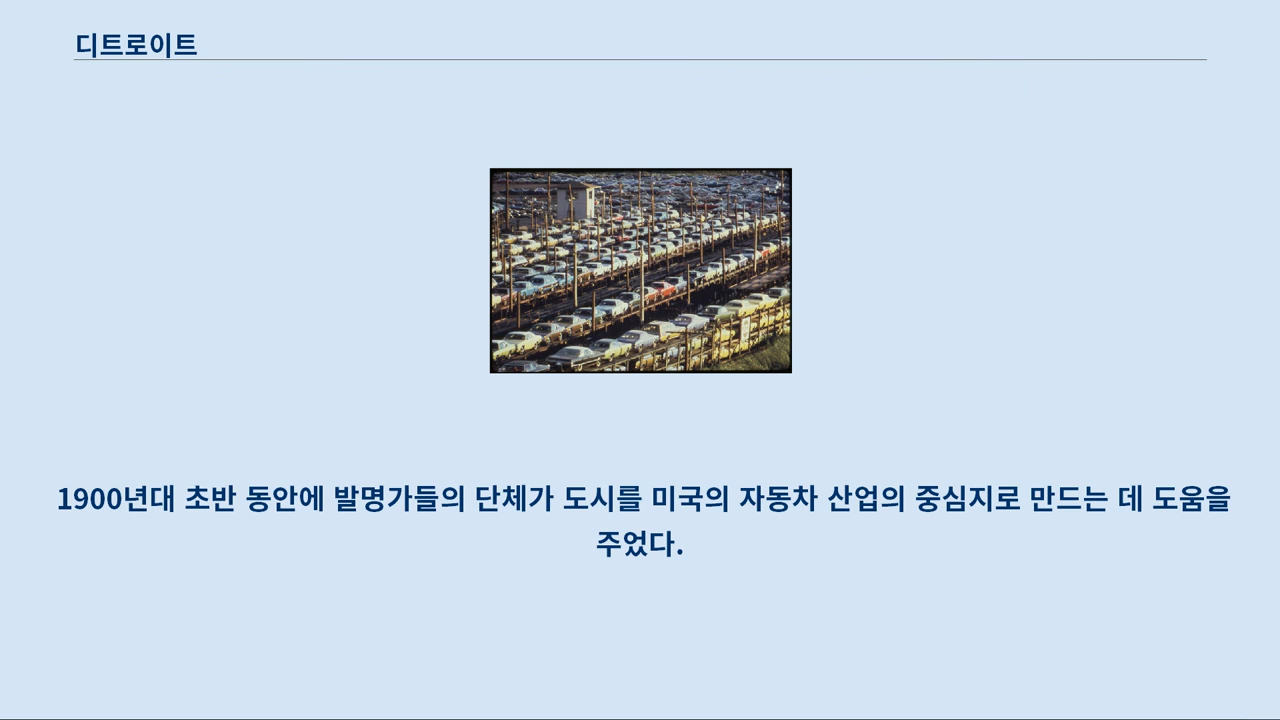 디트로이트
1900년대 초반 동안에 발명가들의 단체가 도시를 미국의 자동차 산업의 중심지로 만드는 데 도움을
주었다.